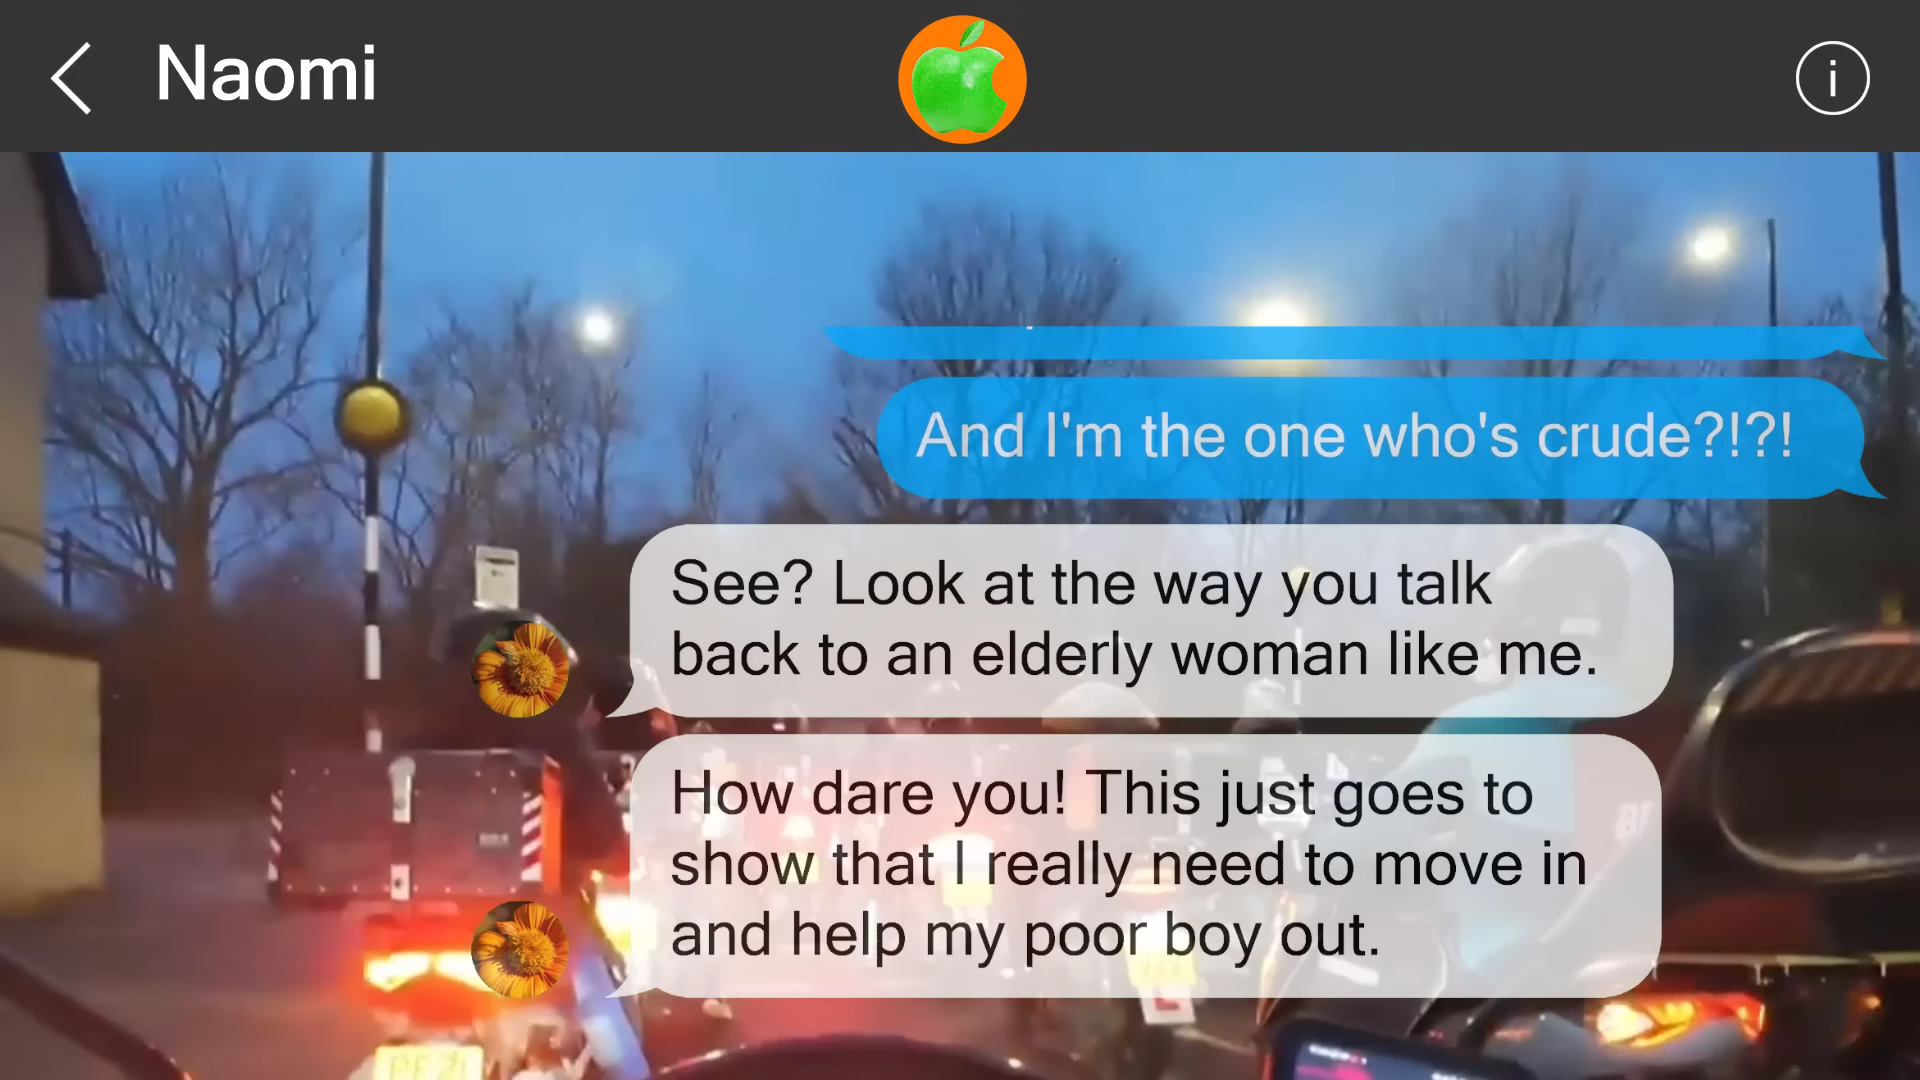 Naomi
i
And I'm the one who's crude?!?!
See? Look at the way you talk
back to an elderly woman like me.
How dare you! This just goes to
show that I really need to move in
and help my poor boy out.
L